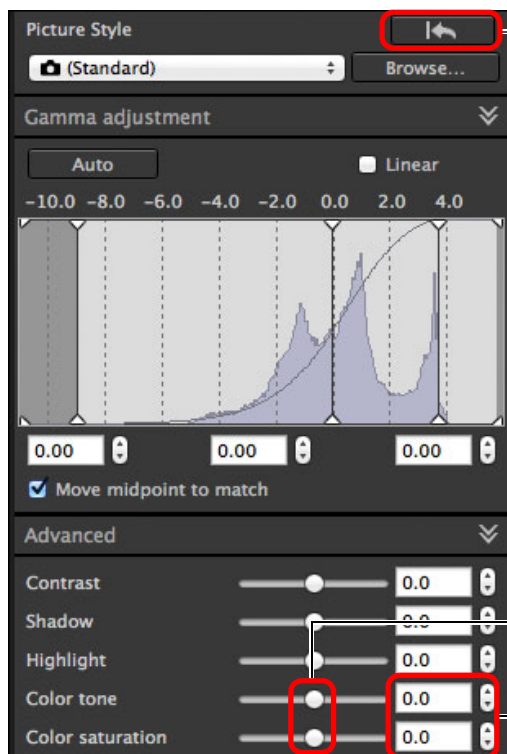 Picture Style
(Standard) Browse...
Gamma adjustment
Auto Linear
-10.0 -8.0 -6.0 -4.0 -2.0 0.0 2.0 4.0
0.00 0.00 0.00
Move midpoint to match
Advanced
Contrast 0.0
Shadow 0.0
Highlight 0.0
Color tone 0.0
Color saturation 0.0